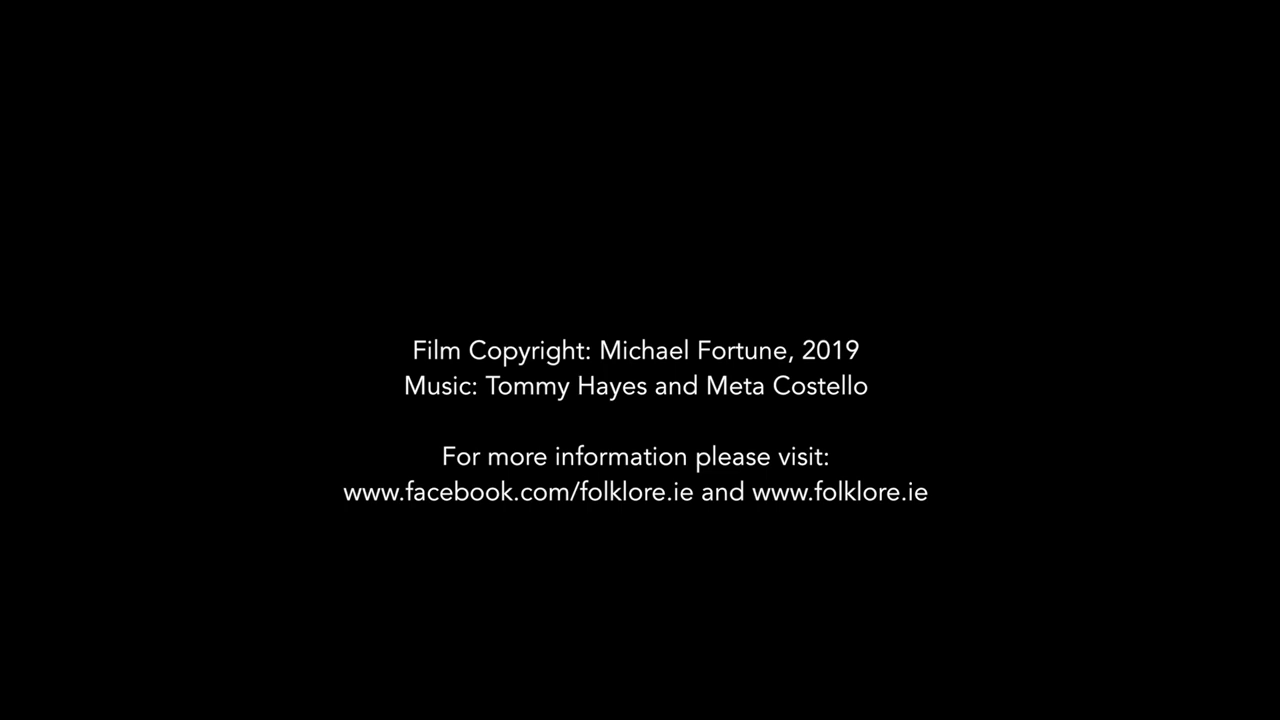 Film Copyright: Michael Fortune, 2019
Music: Tommy Hayes and Meta Costello
For more information please visit:
www.facebook.com/folklore.ie and www.folklore.ie